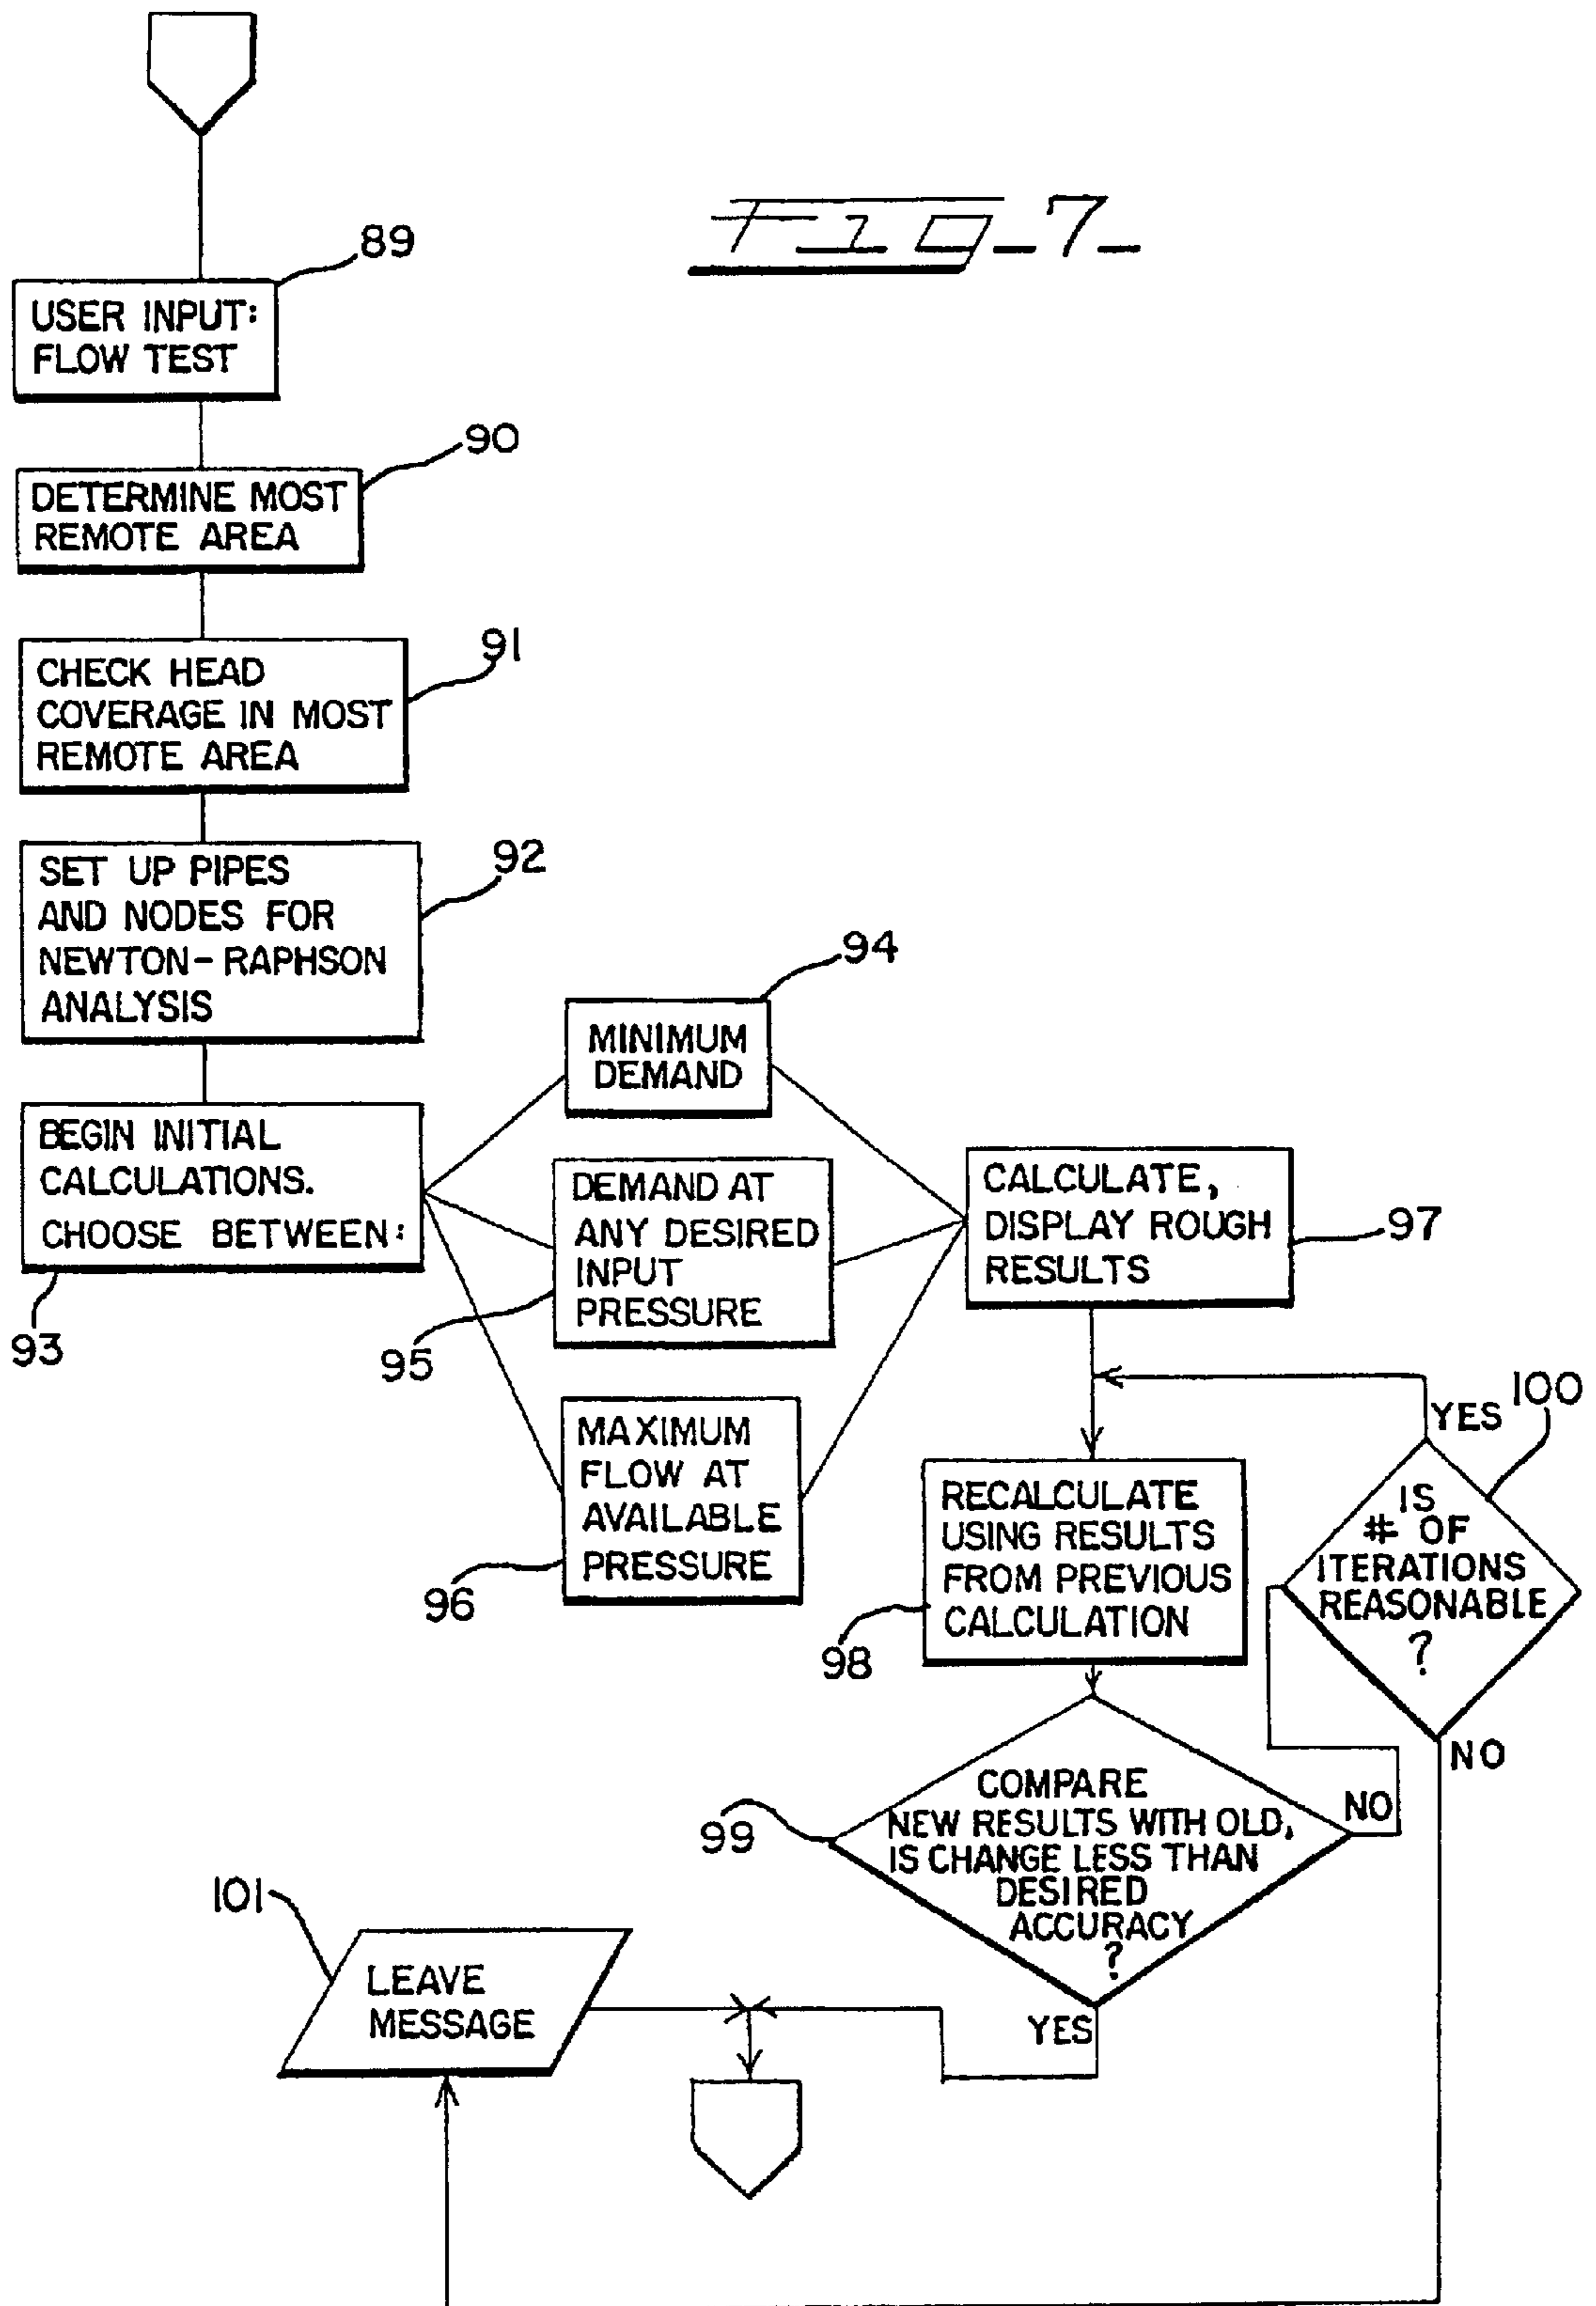 Fig-7-
89
USER INPUT:
FLOW TEST
90
DETERMINE MOST
REMOTE AREA
91
CHECK HEAD
COVERAGE IN MOST
REMOTE AREA
92
SET UP PIPES
AND NODES FOR
NEWTON-RAPHSON
ANALYSIS
93
BEGIN INITIAL
CALCULATIONS.
CHOOSE BETWEEN:
94
MINIMUM
DEMAND
95
DEMAND AT
ANY DESIRED
INPUT
PRESSURE
96
MAXIMUM
FLOW AT
AVAILABLE
PRESSURE
97
CALCULATE,
DISPLAY ROUGH
RESULTS
98
RECALCULATE
USING RESULTS
FROM PREVIOUS
CALCULATION
100
YES
IS
# OF
ITERATIONS
REASONABLE
?
NO
99
COMPARE
NEW RESULTS WITH OLD,
IS CHANGE LESS THAN
DESIRED
ACCURACY
?
NO
YES
101
LEAVE
MESSAGE